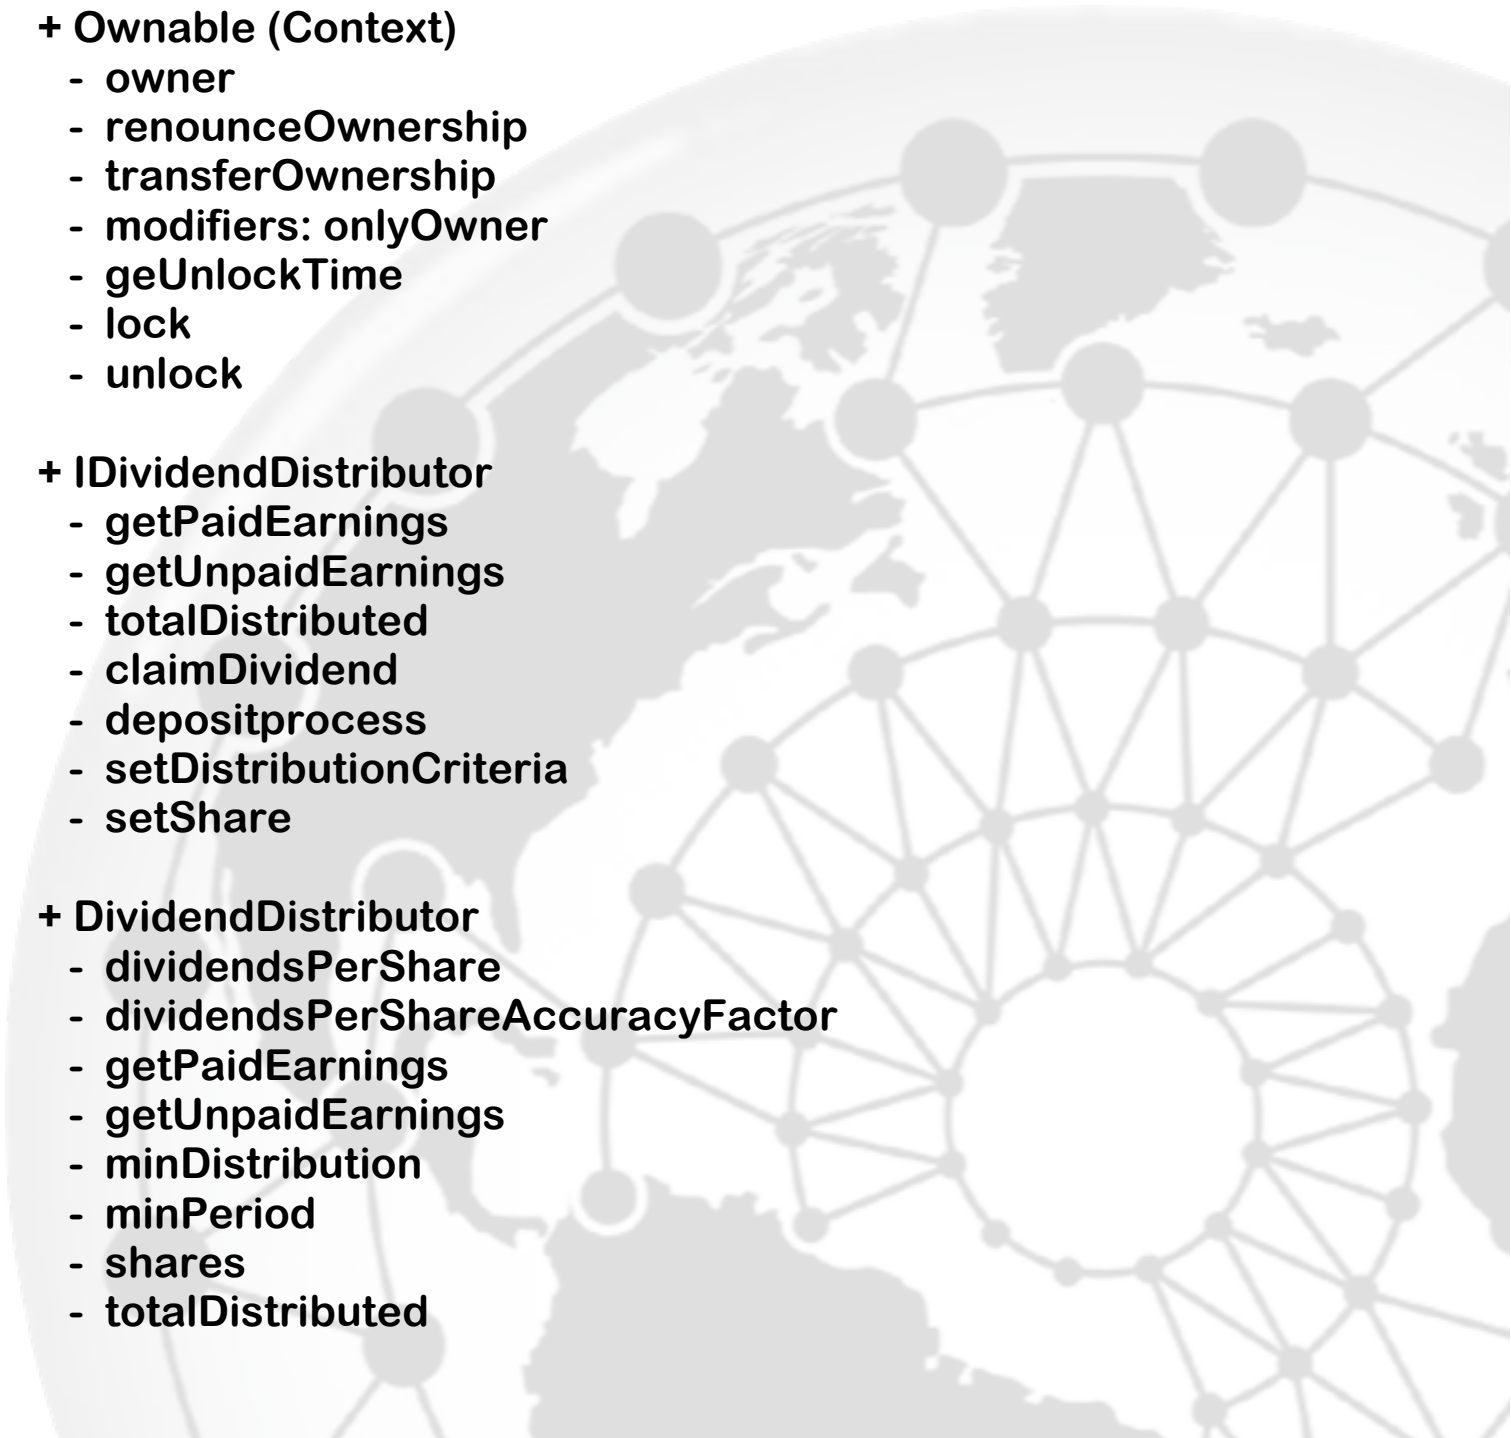 + Ownable (Context)
- owner
- renounceOwnership
- transferOwnership
- modifiers: onlyOwner
- geUnlockTime
- lock
- unlock
+ IDividendDistributor
- getPaidEarnings
- getUnpaidEarnings
- totalDistributed
- claimDividend
- depositprocess
- setDistributionCriteria
- setShare
+ DividendDistributor
- dividendsPerShare
- dividendsPerShareAccuracyFactor
- getPaidEarnings
- getUnpaidEarnings
- minDistribution
- minPeriod
- shares
- totalDistributed